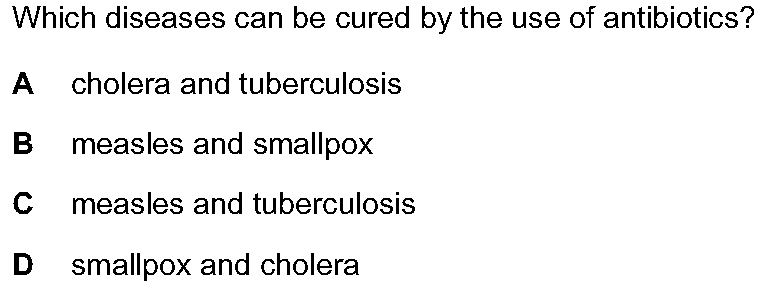 Which diseases can be cured by the use of antibiotics?
A cholera and tuberculosis
B measles and smallpox
C measles and tuberculosis
D smallpox and cholera